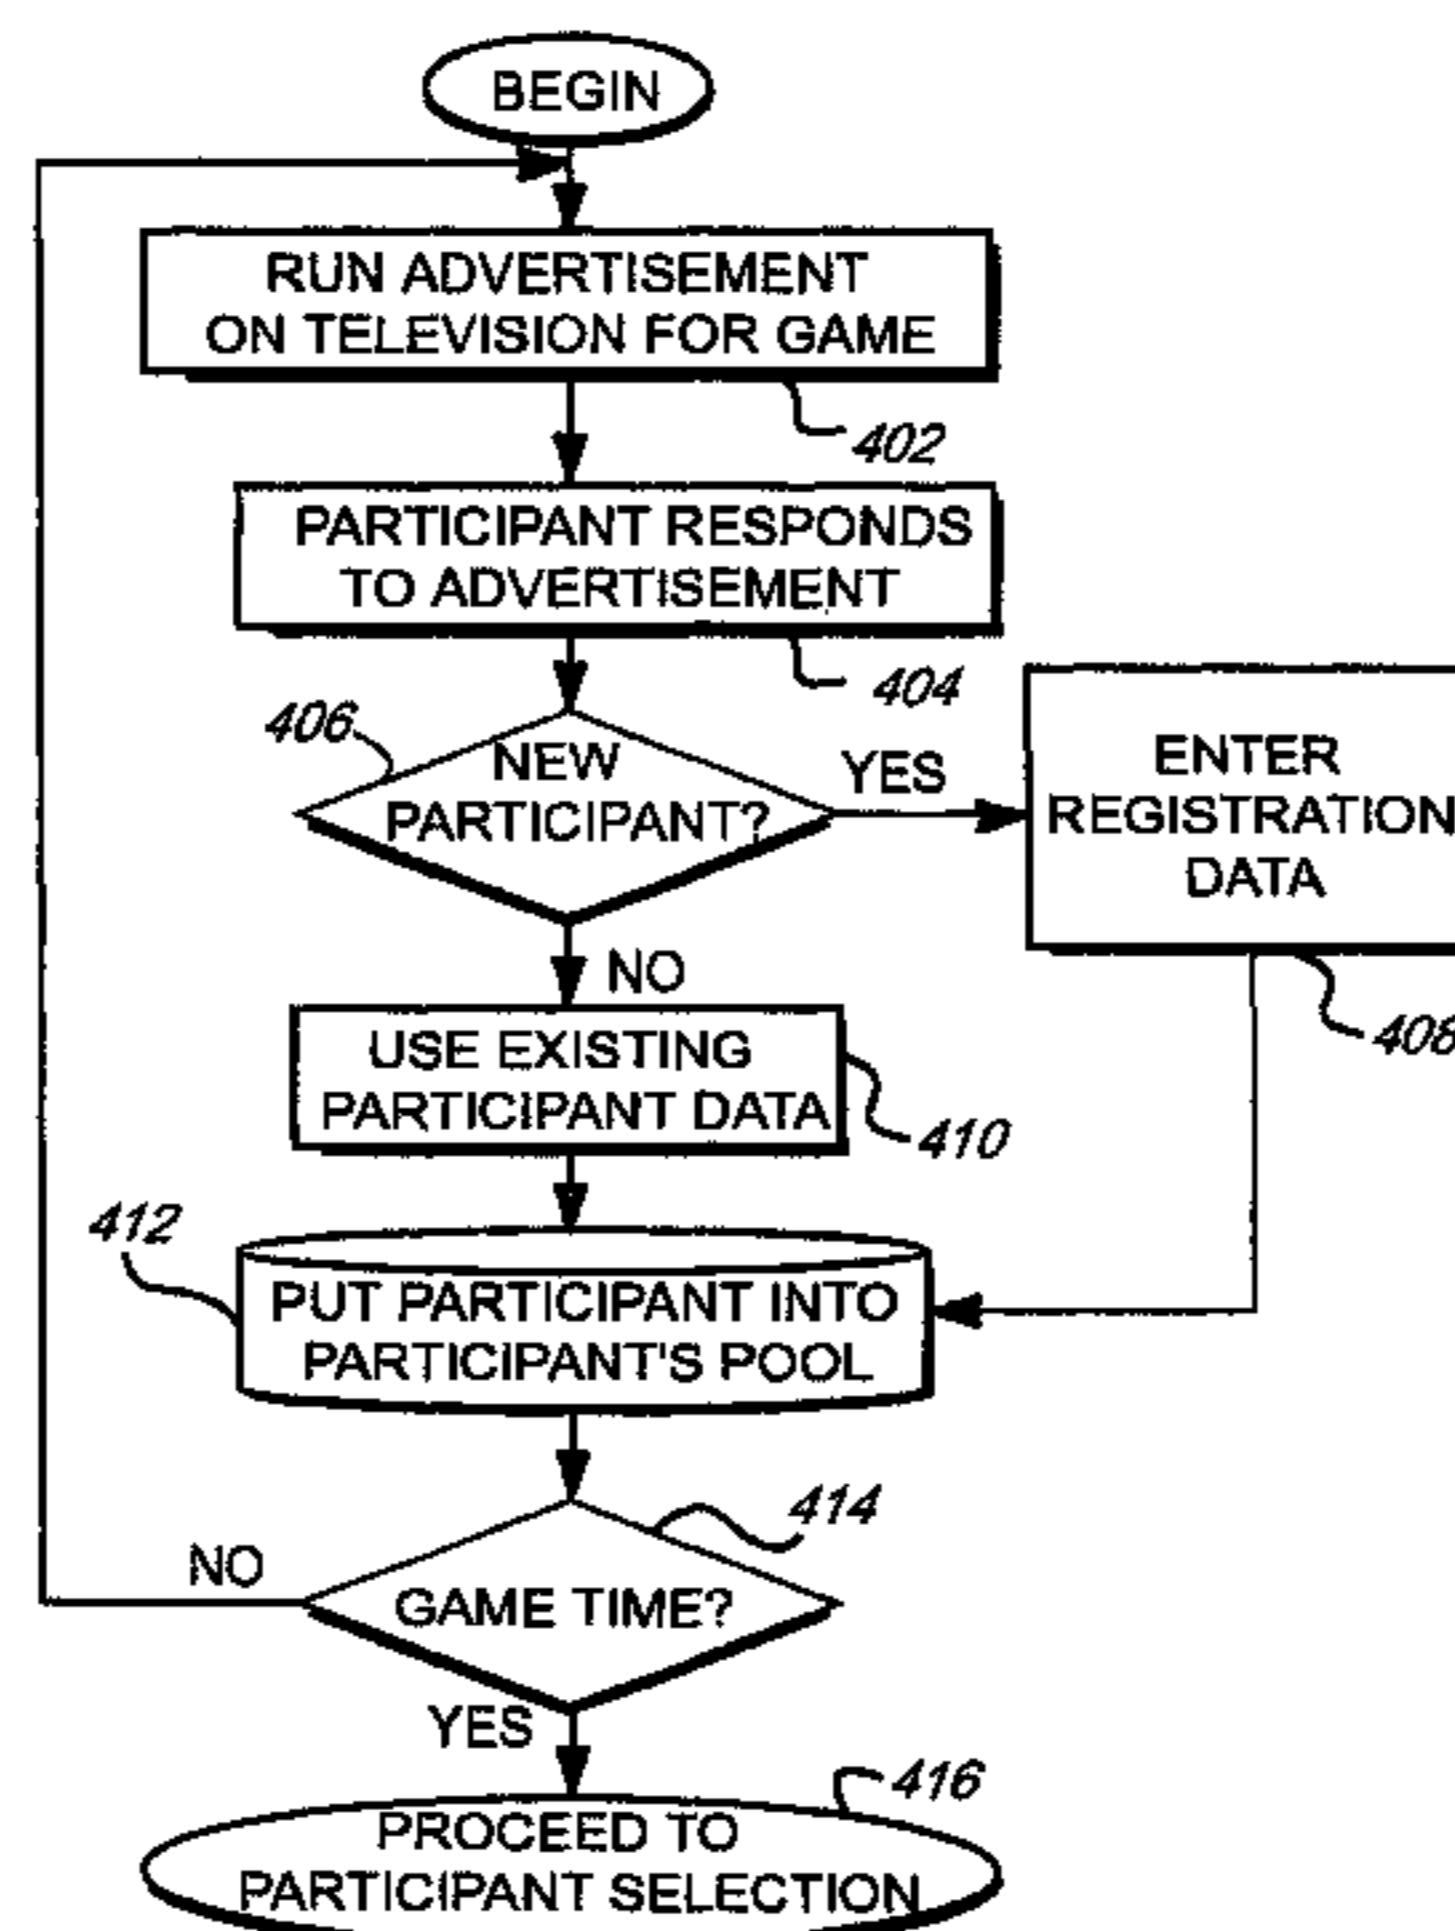 BEGIN
RUN ADVERTISEMENT
ON TELEVISION FOR GAME
402
PARTICIPANT RESPONDS
TO ADVERTISEMENT
404
406
NEW
PARTICIPANT?
YES
ENTER
REGISTRATION
DATA
408
NO
USE EXISTING
PARTICIPANT DATA
410
412
PUT PARTICIPANT INTO
PARTICIPANT'S POOL
414
NO
GAME TIME?
YES
416
PROCEED TO
PARTICIPANT SELECTION